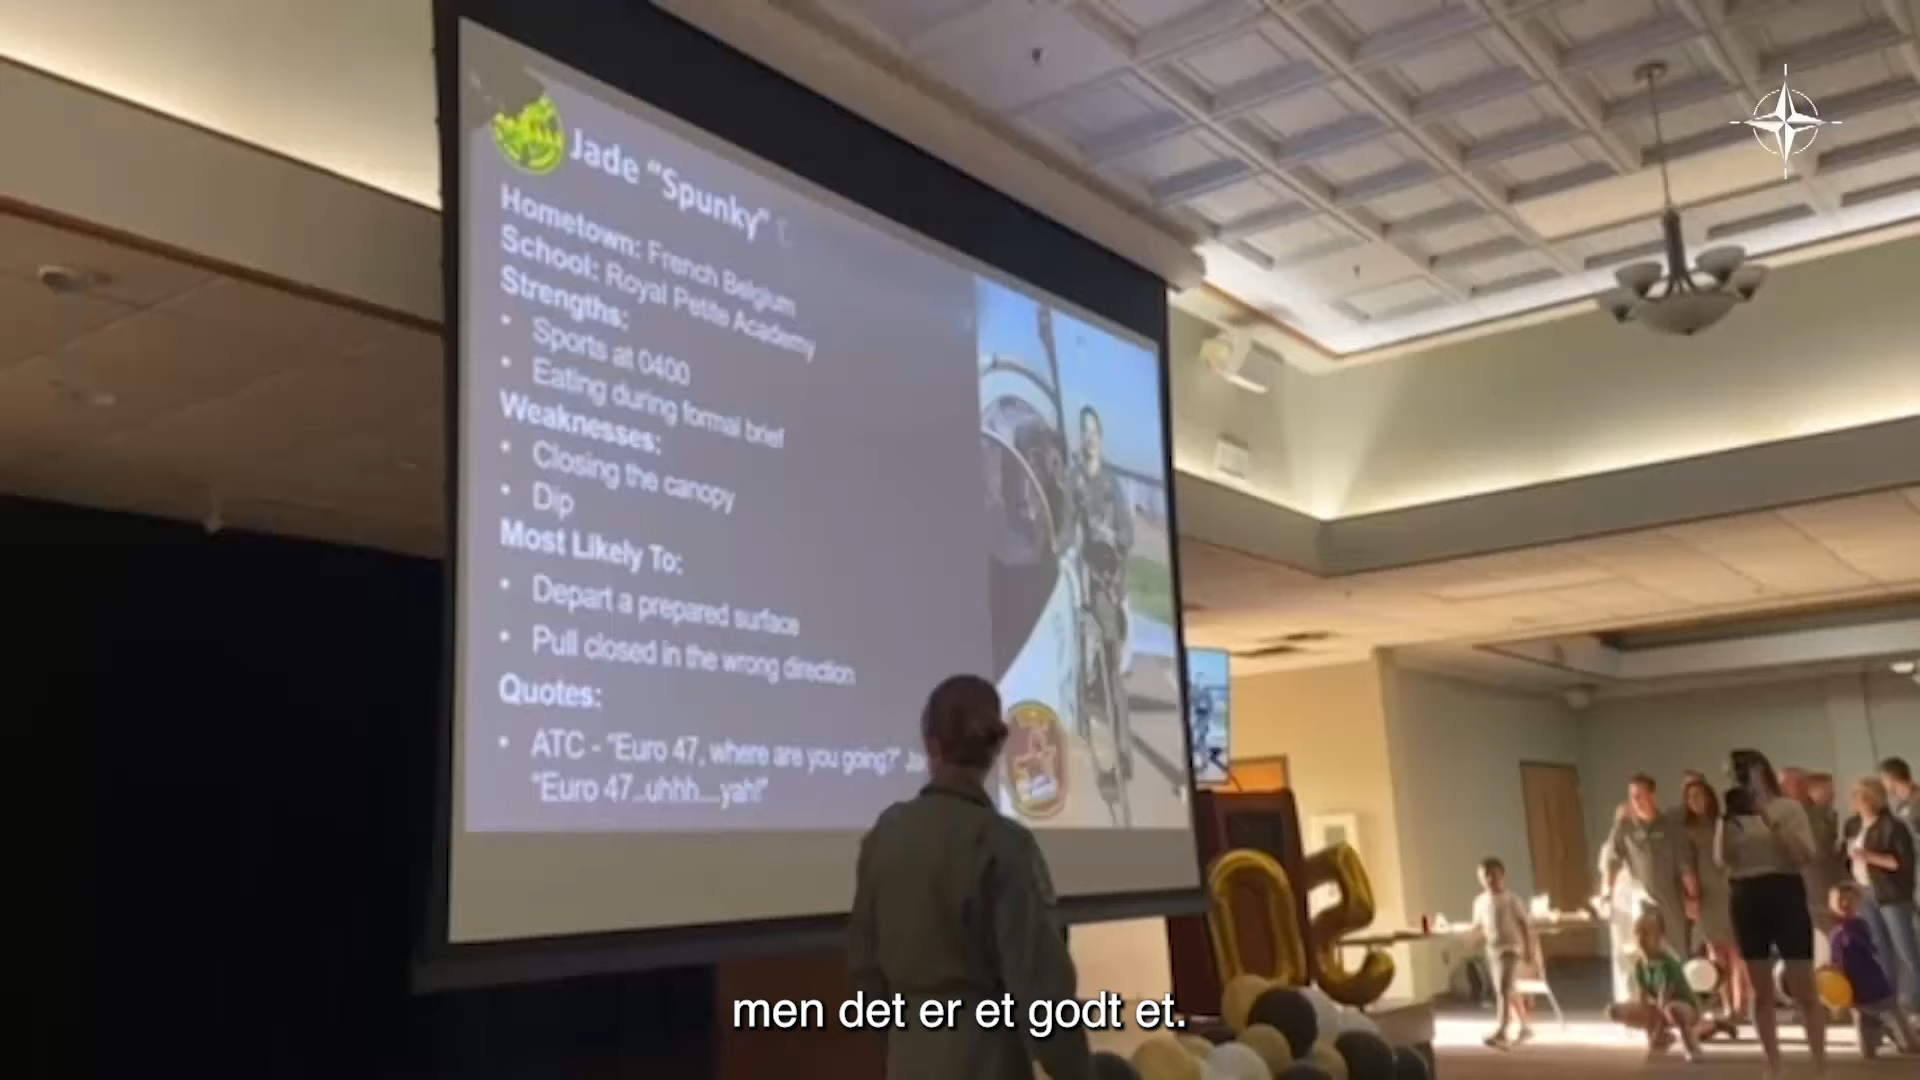 Jade “Spunky”
Hometown: French Belgium
School: Royal Petite Academy
Strengths:
• Sports at 0400
• Eating during formal brief
Weaknesses:
• Closing the canopy
• Dip
Most Likely To:
• Depart a prepared surface
• Pull closed in the wrong direction
Quotes:
• ATC - “Euro 47, where are you going?”
“Euro 47..uhhh....yah!”
men det er et godt et.